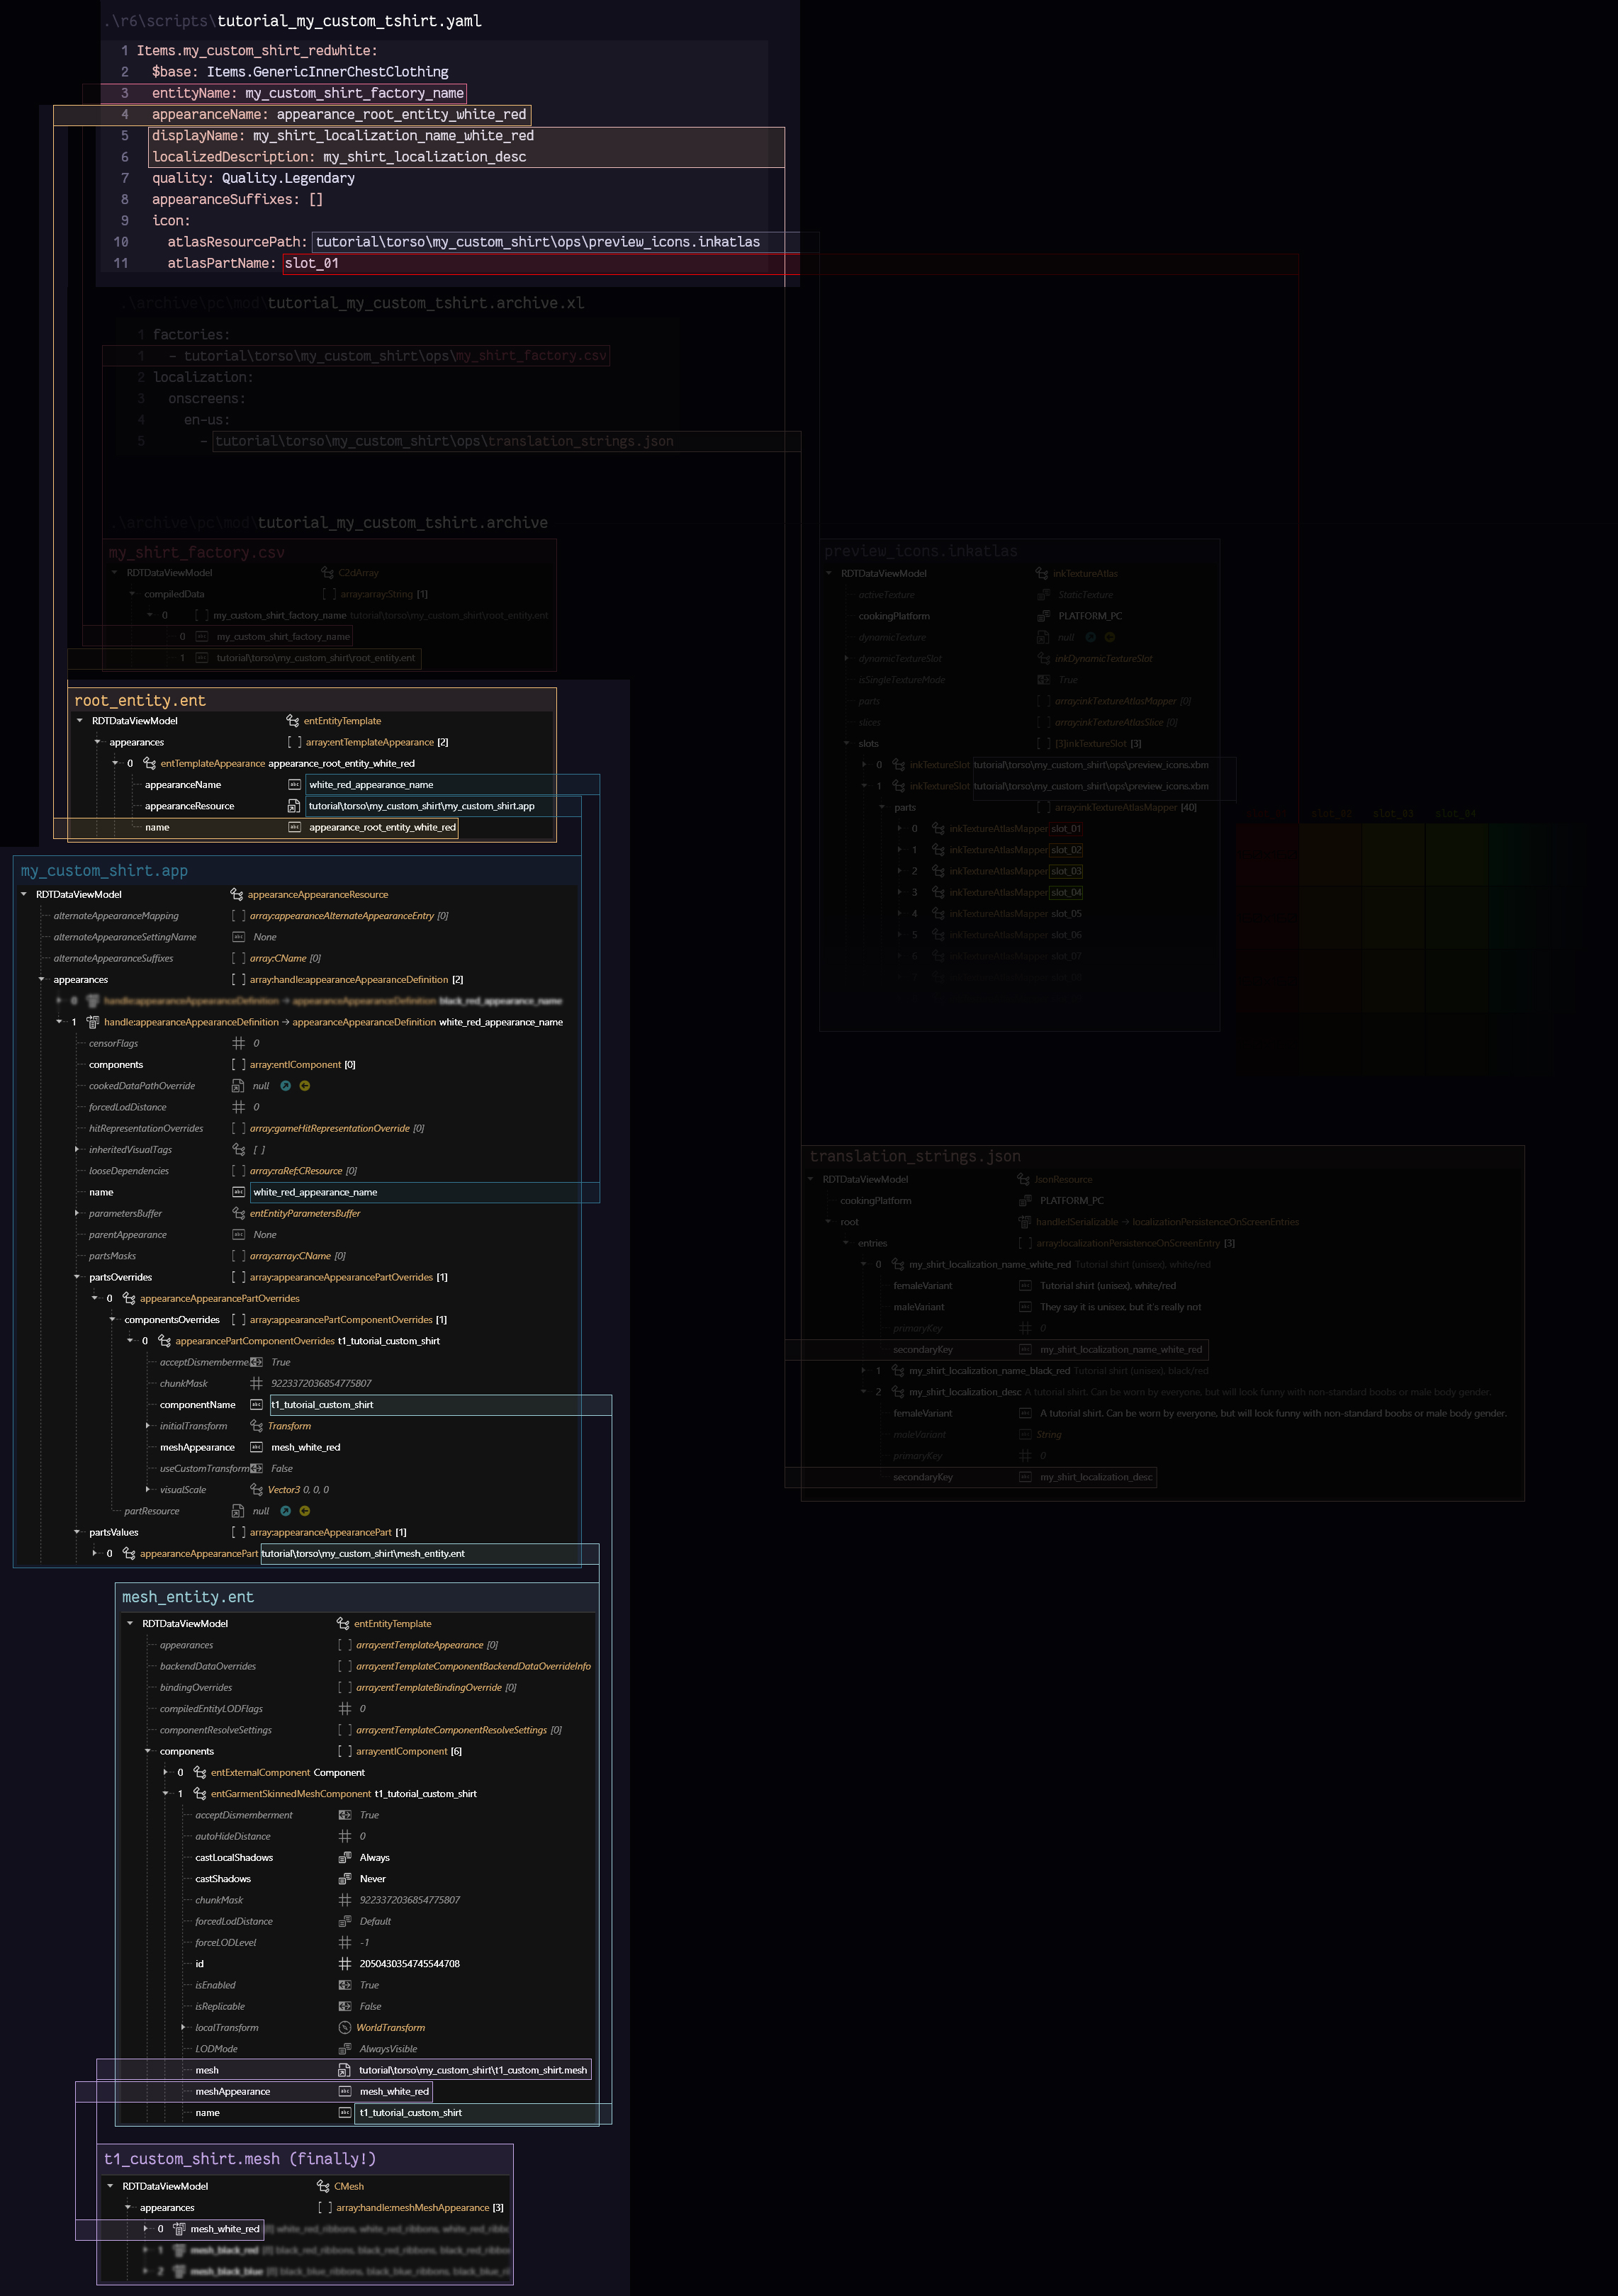 .\r6\scripts\tutorial_my_custom_tshirt.yaml
1 Items.my_custom_shirt_redwhite:
2 $base: Items.GenericInnerChestClothing
3 entityName: my_custom_shirt_factory_name
4 appearanceName: appearance_root_entity_white_red
5 displayName: my_shirt_localization_name_white_red
6 localizedDescription: my_shirt_localization_desc
7 quality: Quality.Legendary
8 appearanceSuffixes: []
9 icon:
10 atlasResourcePath: tutorial\torso\my_custom_shirt\ops\preview_icons.inkatlas
11 atlasPartName: slot_01
.\archive\pc\mod\tutorial_my_custom_tshirt.archive.xl
1 factories:
1 - tutorial\torso\my_custom_shirt\ops\my_shirt_factory.csv
2 localization:
3 onscreens:
4 en-us:
5 - tutorial\torso\my_custom_shirt\ops\translation_strings.json
.\archive\pc\mod\tutorial_my_custom_tshirt.archive
my_shirt_factory.csv
RDTDataViewModel C2dArray
compiledData [ ] array:array:String [1]
0 [ ] my_custom_shirt_factory_name tutorial\torso\my_custom_shirt\root_entity.ent
0 my_custom_shirt_factory_name
1 tutorial\torso\my_custom_shirt\root_entity.ent
root_entity.ent
RDTDataViewModel entEntityTemplate
appearances [ ] array:entTemplateAppearance [2]
0 entTemplateAppearance appearance_root_entity_white_red
appearanceName white_red_appearance_name
appearanceResource tutorial\torso\my_custom_shirt\my_custom_shirt.app
name appearance_root_entity_white_red
my_custom_shirt.app
RDTDataViewModel appearanceAppearanceResource
alternateAppearanceMapping [ ] array:appearanceAlternateAppearanceEntry [0]
alternateAppearanceSettingName None
alternateAppearanceSuffixes [ ] array:CName [0]
appearances [ ] array:handle:appearanceAppearanceDefinition [2]
0 handle:appearanceAppearanceDefinition → appearanceAppearanceDefinition black_red_appearance_name
1 handle:appearanceAppearanceDefinition → appearanceAppearanceDefinition white_red_appearance_name
censorFlags 0
components [ ] array:entIComponent [0]
cookedDataPathOverride null
forcedLodDistance 0
hitRepresentationOverrides [ ] array:gameHitRepresentationOverride [0]
inheritedVisualTags [ ]
looseDependencies [ ] array:raRef:CResource [0]
name white_red_appearance_name
parametersBuffer entEntityParametersBuffer
parentAppearance None
partsMasks [ ] array:array:CName [0]
partsOverrides [ ] array:appearanceAppearancePartOverrides [1]
0 appearanceAppearancePartOverrides
componentsOverrides [ ] array:appearancePartComponentOverrides [1]
0 appearancePartComponentOverrides t1_tutorial_custom_shirt
acceptDismemberme True
chunkMask 9223372036854775807
componentName t1_tutorial_custom_shirt
initialTransform Transform
meshAppearance mesh_white_red
useCustomTransform False
visualScale Vector3 0, 0, 0
partResource null
partsValues [ ] array:appearanceAppearancePart [1]
0 appearanceAppearancePart tutorial\torso\my_custom_shirt\mesh_entity.ent
mesh_entity.ent
RDTDataViewModel entEntityTemplate
appearances [ ] array:entTemplateAppearance [0]
backendDataOverrides [ ] array:entTemplateComponentBackendDataOverrideInfo
bindingOverrides [ ] array:entTemplateBindingOverride [0]
compiledEntityLODFlags 0
componentResolveSettings [ ] array:entTemplateComponentResolveSettings [0]
components [ ] array:entIComponent [6]
0 entExternalComponent Component
1 entGarmentSkinnedMeshComponent t1_tutorial_custom_shirt
acceptDismemberment True
autoHideDistance 0
castLocalShadows Always
castShadows Never
chunkMask 9223372036854775807
forcedLodDistance Default
forceLODLevel -1
id 2050430354745544708
isEnabled True
isReplicable False
localTransform WorldTransform
LODMode AlwaysVisible
mesh tutorial\torso\my_custom_shirt\t1_custom_shirt.mesh
meshAppearance mesh_white_red
name t1_tutorial_custom_shirt
t1_custom_shirt.mesh (finally!)
RDTDataViewModel CMesh
appearances [ ] array:handle:meshMeshAppearance [3]
0 mesh_white_red white_red_ribbons, white_red_ribbons,
1 mesh_black_red black_red_ribbons, black_red_ribbons,
2 mesh_black_blue black_blue_ribbons, black_blue_ribbons,
preview_icons.inkatlas
RDTDataViewModel inkTextureAtlas
activeTexture StaticTexture
cookingPlatform PLATFORM_PC
dynamicTexture null
dynamicTextureSlot inkDynamicTextureSlot
isSingleTextureMode True
parts [ ] array:inkTextureAtlasMapper [0]
slices [ ] array:inkTextureAtlasSlice [0]
slots [ ] [3]inkTextureSlot [3]
0 inkTextureSlot tutorial\torso\my_custom_shirt\ops\preview_icons.xbm
1 inkTextureSlot tutorial\torso\my_custom_shirt\ops\preview_icons.xbm
parts [ ] array:inkTextureAtlasMapper [40]
0 inkTextureAtlasMapper slot_01
1 inkTextureAtlasMapper slot_02
2 inkTextureAtlasMapper slot_03
3 inkTextureAtlasMapper slot_04
4 inkTextureAtlasMapper slot_05
5 inkTextureAtlasMapper slot_06
6 inkTextureAtlasMapper slot_07
slot_02 slot_03 slot_04
translation_strings.json
RDTDataViewModel JsonResource
cookingPlatform PLATFORM_PC
root handle:ISerializable → localizationPersistenceOnScreenEntries
entries [ ] array:localizationPersistenceOnScreenEntry [3]
0 my_shirt_localization_name_white_red Tutorial shirt (unisex), white/red
femaleVariant Tutorial shirt (unisex), white/red
maleVariant They say it is unisex, but it's really not
primaryKey 0
secondaryKey my_shirt_localization_name_white_red
1 my_shirt_localization_name_black_red Tutorial shirt (unisex), black/red
2 my_shirt_localization_desc A tutorial shirt. Can be worn by everyone, but will look funny with non-standard boobs or male body gender.
femaleVariant A tutorial shirt. Can be worn by everyone, but will look funny with non-standard boobs or male body gender.
maleVariant String
primaryKey 0
secondaryKey my_shirt_localization_desc